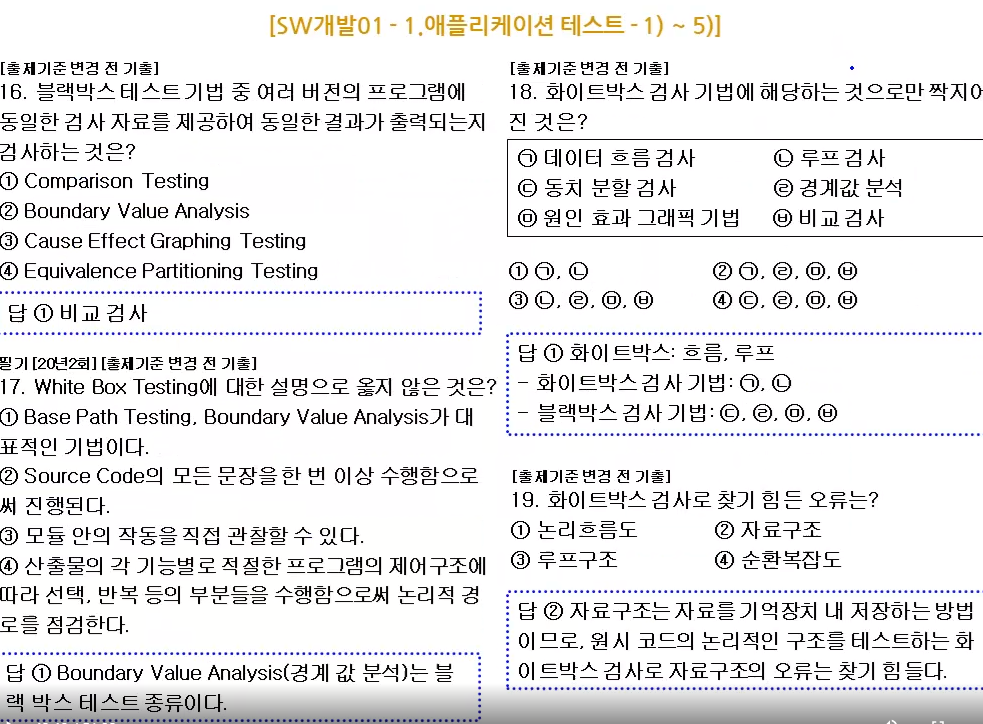 [SW개발01 - 1.애플리케이션 테스트 - 1) ~ 5)]
[출제기준 변경 전 기출]
16. 블랙박스 테스트 기법 중 여러 버전의 프로그램에
동일한 검사 자료를 제공하여 동일한 결과가 출력되는지
검사하는 것은?
① Comparison Testing
② Boundary Value Analysis
③ Cause Effect Graphing Testing
④ Equivalence Partitioning Testing
답 ① 비교 검사
필기 [20년2회] [출제기준 변경 전 기출]
17. White Box Testing에 대한 설명으로 옳지 않은 것은?
① Base Path Testing, Boundary Value Analysis가 대
표적인 기법이다.
② Source Code의 모든 문장을 한 번 이상 수행함으로
써 진행된다.
③ 모듈 안의 작동을 직접 관찰할 수 있다.
④ 산출물의 각 기능별로 적절한 프로그램의 제어구조에
따라 선택, 반복 등의 부분들을 수행함으로써 논리적 경
로를 점검한다.
답 ① Boundary Value Analysis(경계 값 분석)는 블
랙 박스 테스트 종류이다.
[출제기준 변경 전 기출]
18. 화이트박스 검사 기법에 해당하는 것으로만 짝지어
진 것은?
㉠ 데이터 흐름 검사 ㉡ 루프 검사
㉢ 동치 분할 검사 ㉣ 경계값 분석
㉤ 원인 효과 그래픽 기법 ㉥ 비교 검사
① ㉠, ㉡ ② ㉠, ㉣, ㉤, ㉥
③ ㉡, ㉣, ㉤, ㉥ ④ ㉢, ㉣, ㉤, ㉥
답 ① 화이트박스: 흐름, 루프
- 화이트박스 검사 기법: ㉠, ㉡
- 블랙박스 검사 기법: ㉢, ㉣, ㉤, ㉥
[출제기준 변경 전 기출]
19. 화이트박스 검사로 찾기 힘든 오류는?
① 논리흐름도 ② 자료구조
③ 루프구조 ④ 순환복잡도
답 ② 자료구조는 자료를 기억장치 내 저장하는 방법
이므로, 원시 코드의 논리적인 구조를 테스트하는 화
이트박스 검사로 자료구조의 오류는 찾기 힘들다.